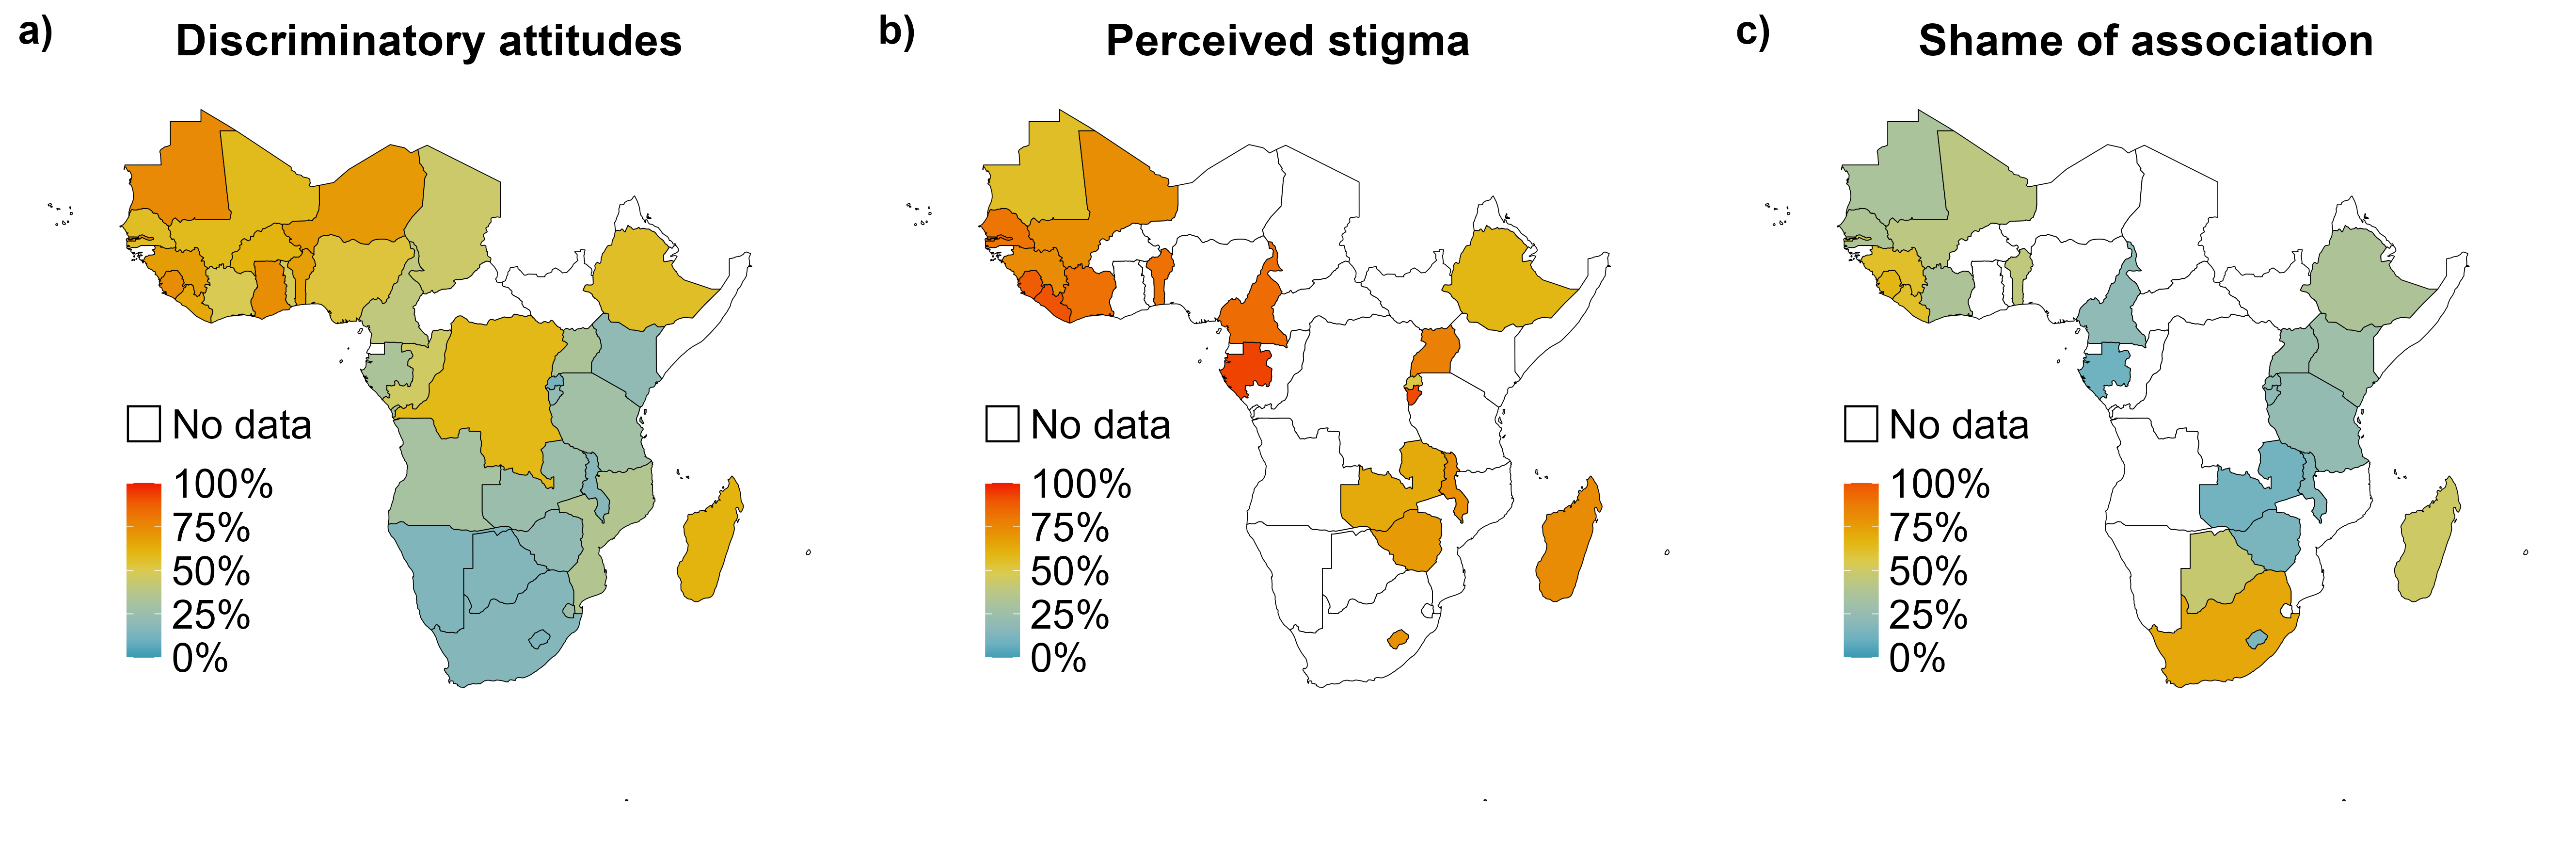 a) Discriminatory attitudes
No data
100%
75%
50%
25%
0%
b) Perceived stigma
No data
100%
75%
50%
25%
0%
c) Shame of association
No data
100%
75%
50%
25%
0%